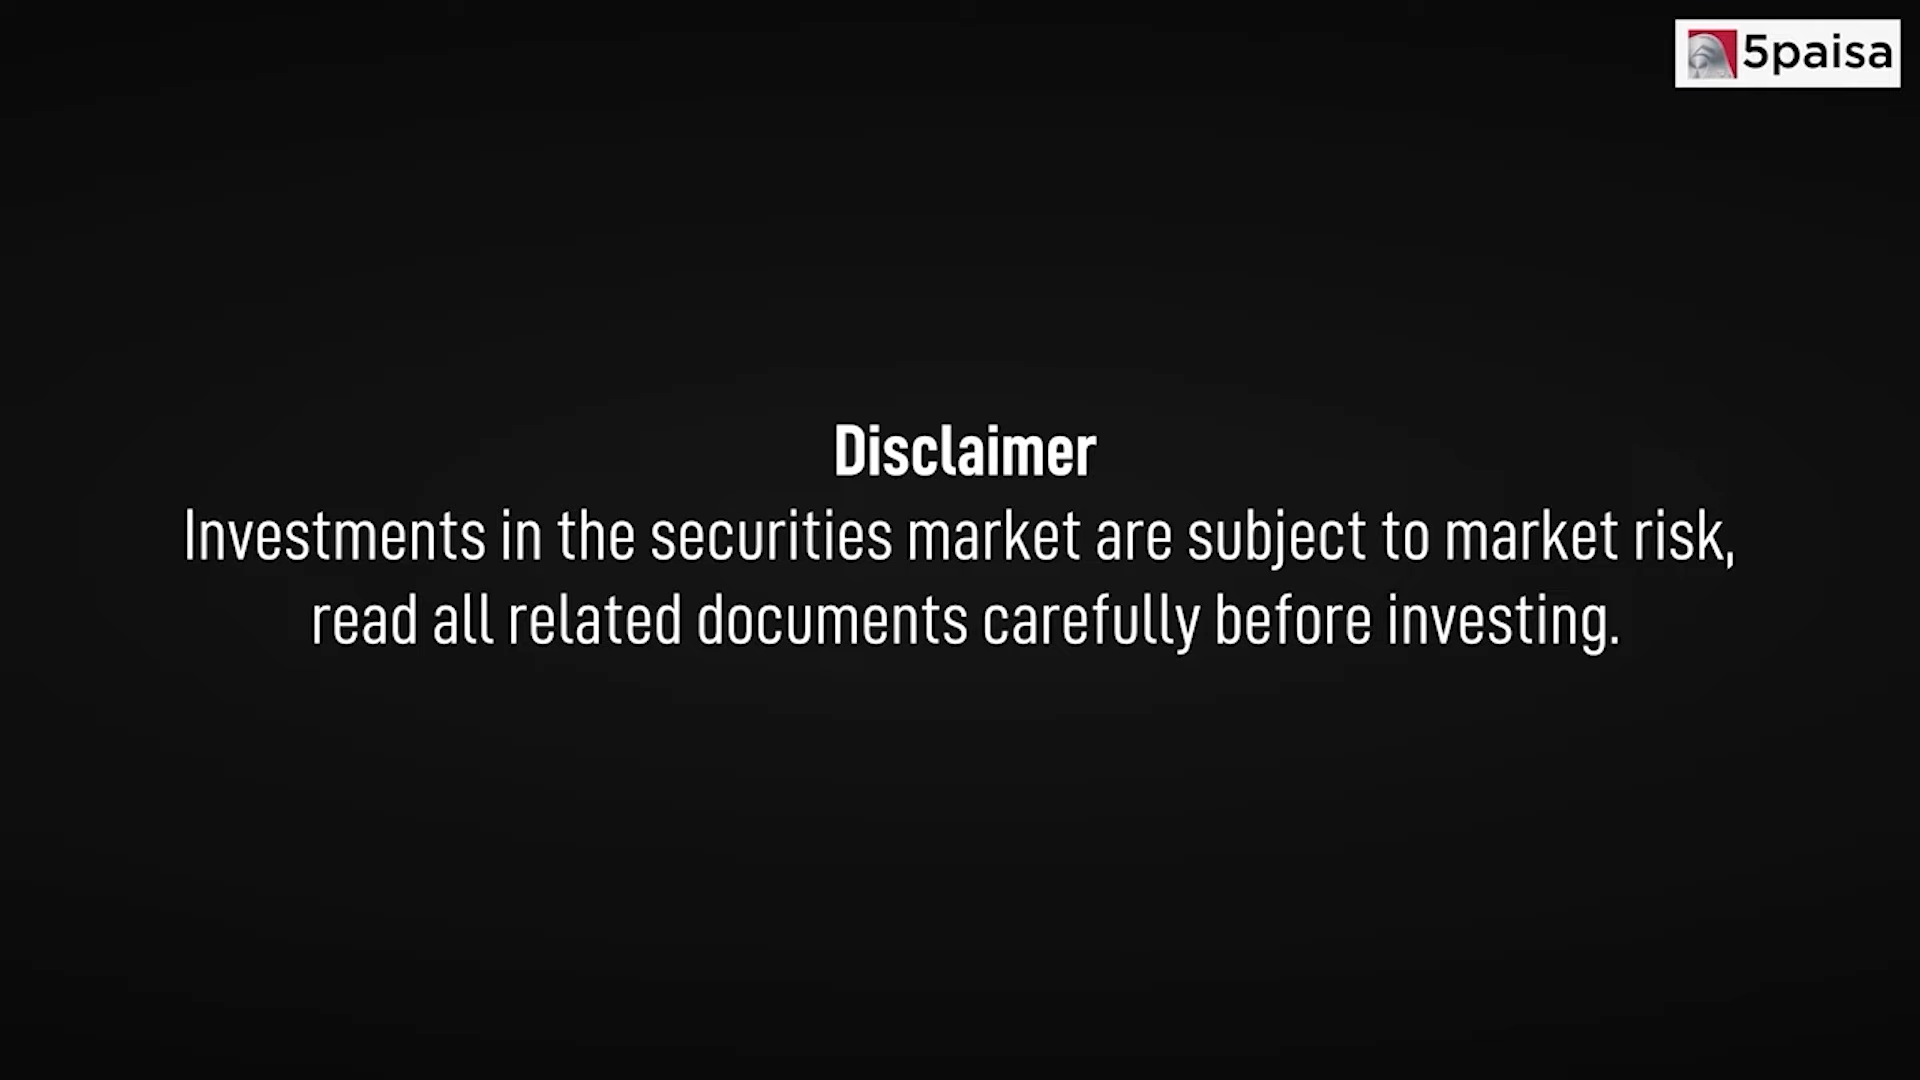 5paisa
Disclaimer
Investments in the securities market are subject to market risk,
read all related documents carefully before investing.